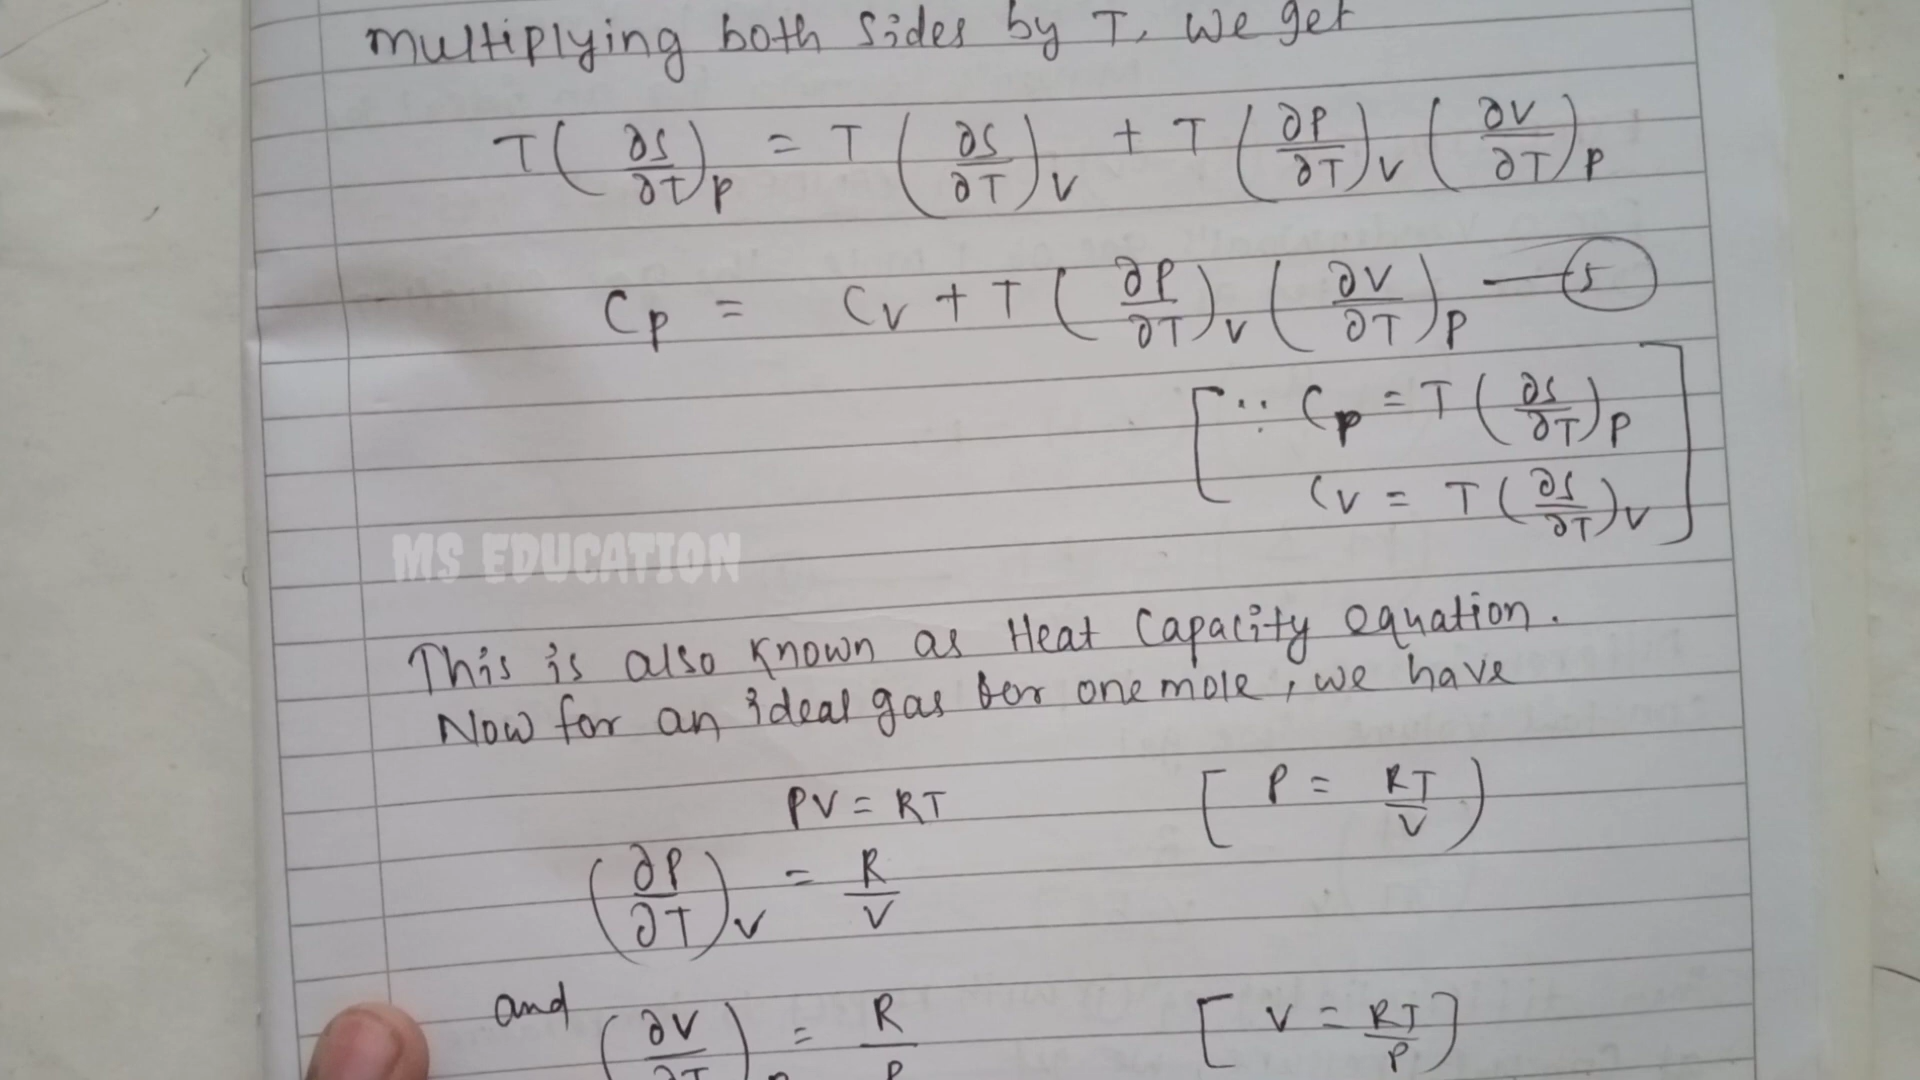 multiplying both sides by T, we get
T(∂S/∂T)P = T(∂S/∂T)V + T(∂P/∂T)V (∂V/∂T)P
CP = CV + T(∂P/∂T)V (∂V/∂T)P — 5
[∵ CP = T(∂S/∂T)P
CV = T(∂S/∂T)V]
MS EDUCATION
This is also known as Heat Capacity equation.
Now for an ideal gas for one mole, we have
PV = RT [P = RT/V)
(∂P/∂T)V = R/V
and (∂V/∂T)P = R/P [V = RT/P]